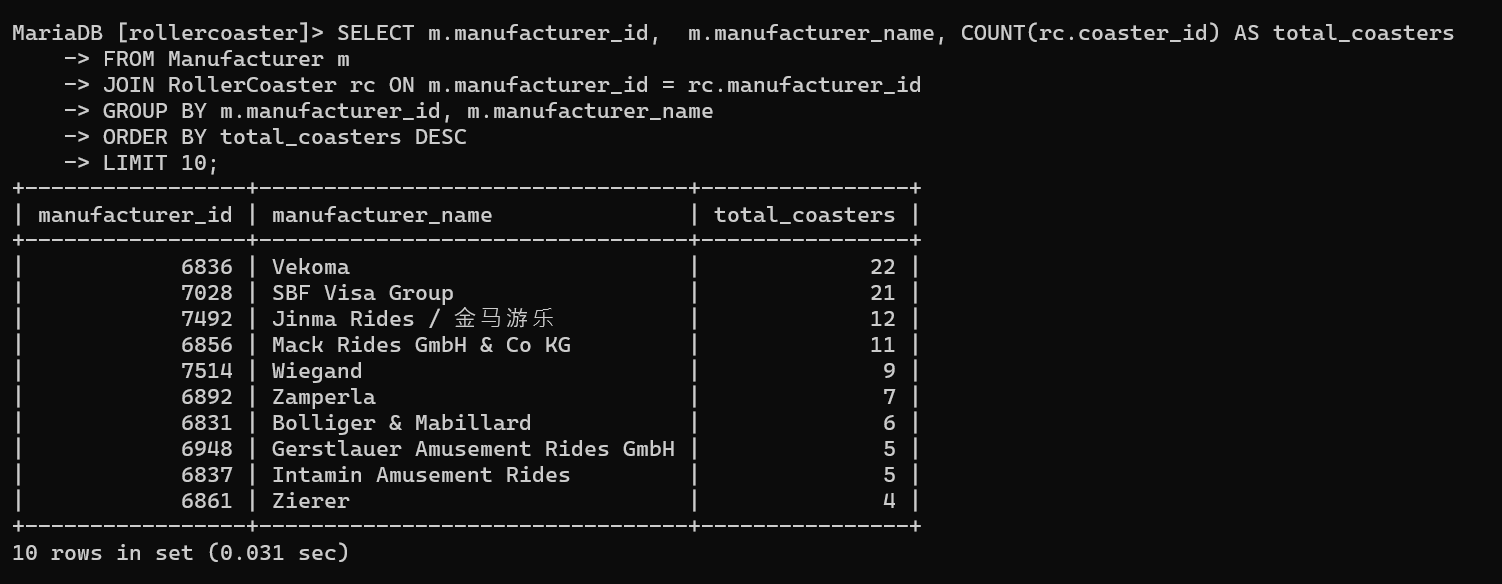 MariaDB [rollercoaster]> SELECT m.manufacturer_id,  m.manufacturer_name, COUNT(rc.coaster_id) AS total_coasters
    -> FROM Manufacturer m
    -> JOIN RollerCoaster rc ON m.manufacturer_id = rc.manufacturer_id
    -> GROUP BY m.manufacturer_id, m.manufacturer_name
    -> ORDER BY total_coasters DESC
    -> LIMIT 10;
+-----------------+---------------------------------+----------------+
| manufacturer_id | manufacturer_name               | total_coasters |
+-----------------+---------------------------------+----------------+
|            6836 | Vekoma                          |             22 |
|            7028 | SBF Visa Group                  |             21 |
|            7492 | Jinma Rides / 金马游乐          |             12 |
|            6856 | Mack Rides GmbH & Co KG         |             11 |
|            7514 | Wiegand                         |              9 |
|            6892 | Zamperla                        |              7 |
|            6831 | Bolliger & Mabillard            |              6 |
|            6948 | Gerstlauer Amusement Rides GmbH |              5 |
|            6837 | Intamin Amusement Rides         |              5 |
|            6861 | Zierer                          |              4 |
+-----------------+---------------------------------+----------------+
10 rows in set (0.031 sec)